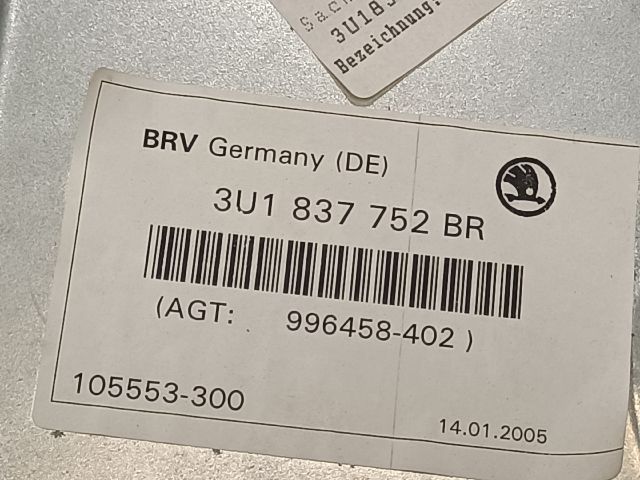 3U18
Bezeichnung:
BRV Germany (DE)
3U1 837 752 BR
(AGT: 996458-402 )
105553-300
14.01.2005